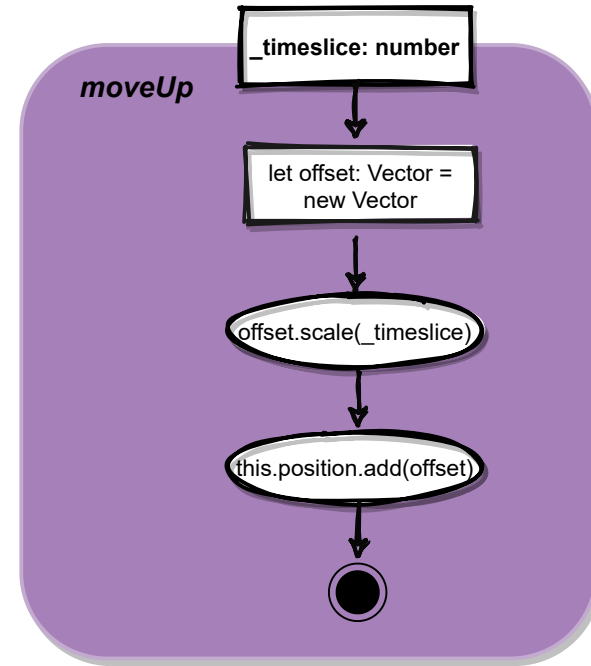 _timeslice: number
moveUp
let offset: Vector =
new Vector
offset.scale(_timeslice)
this.position.add(offset)